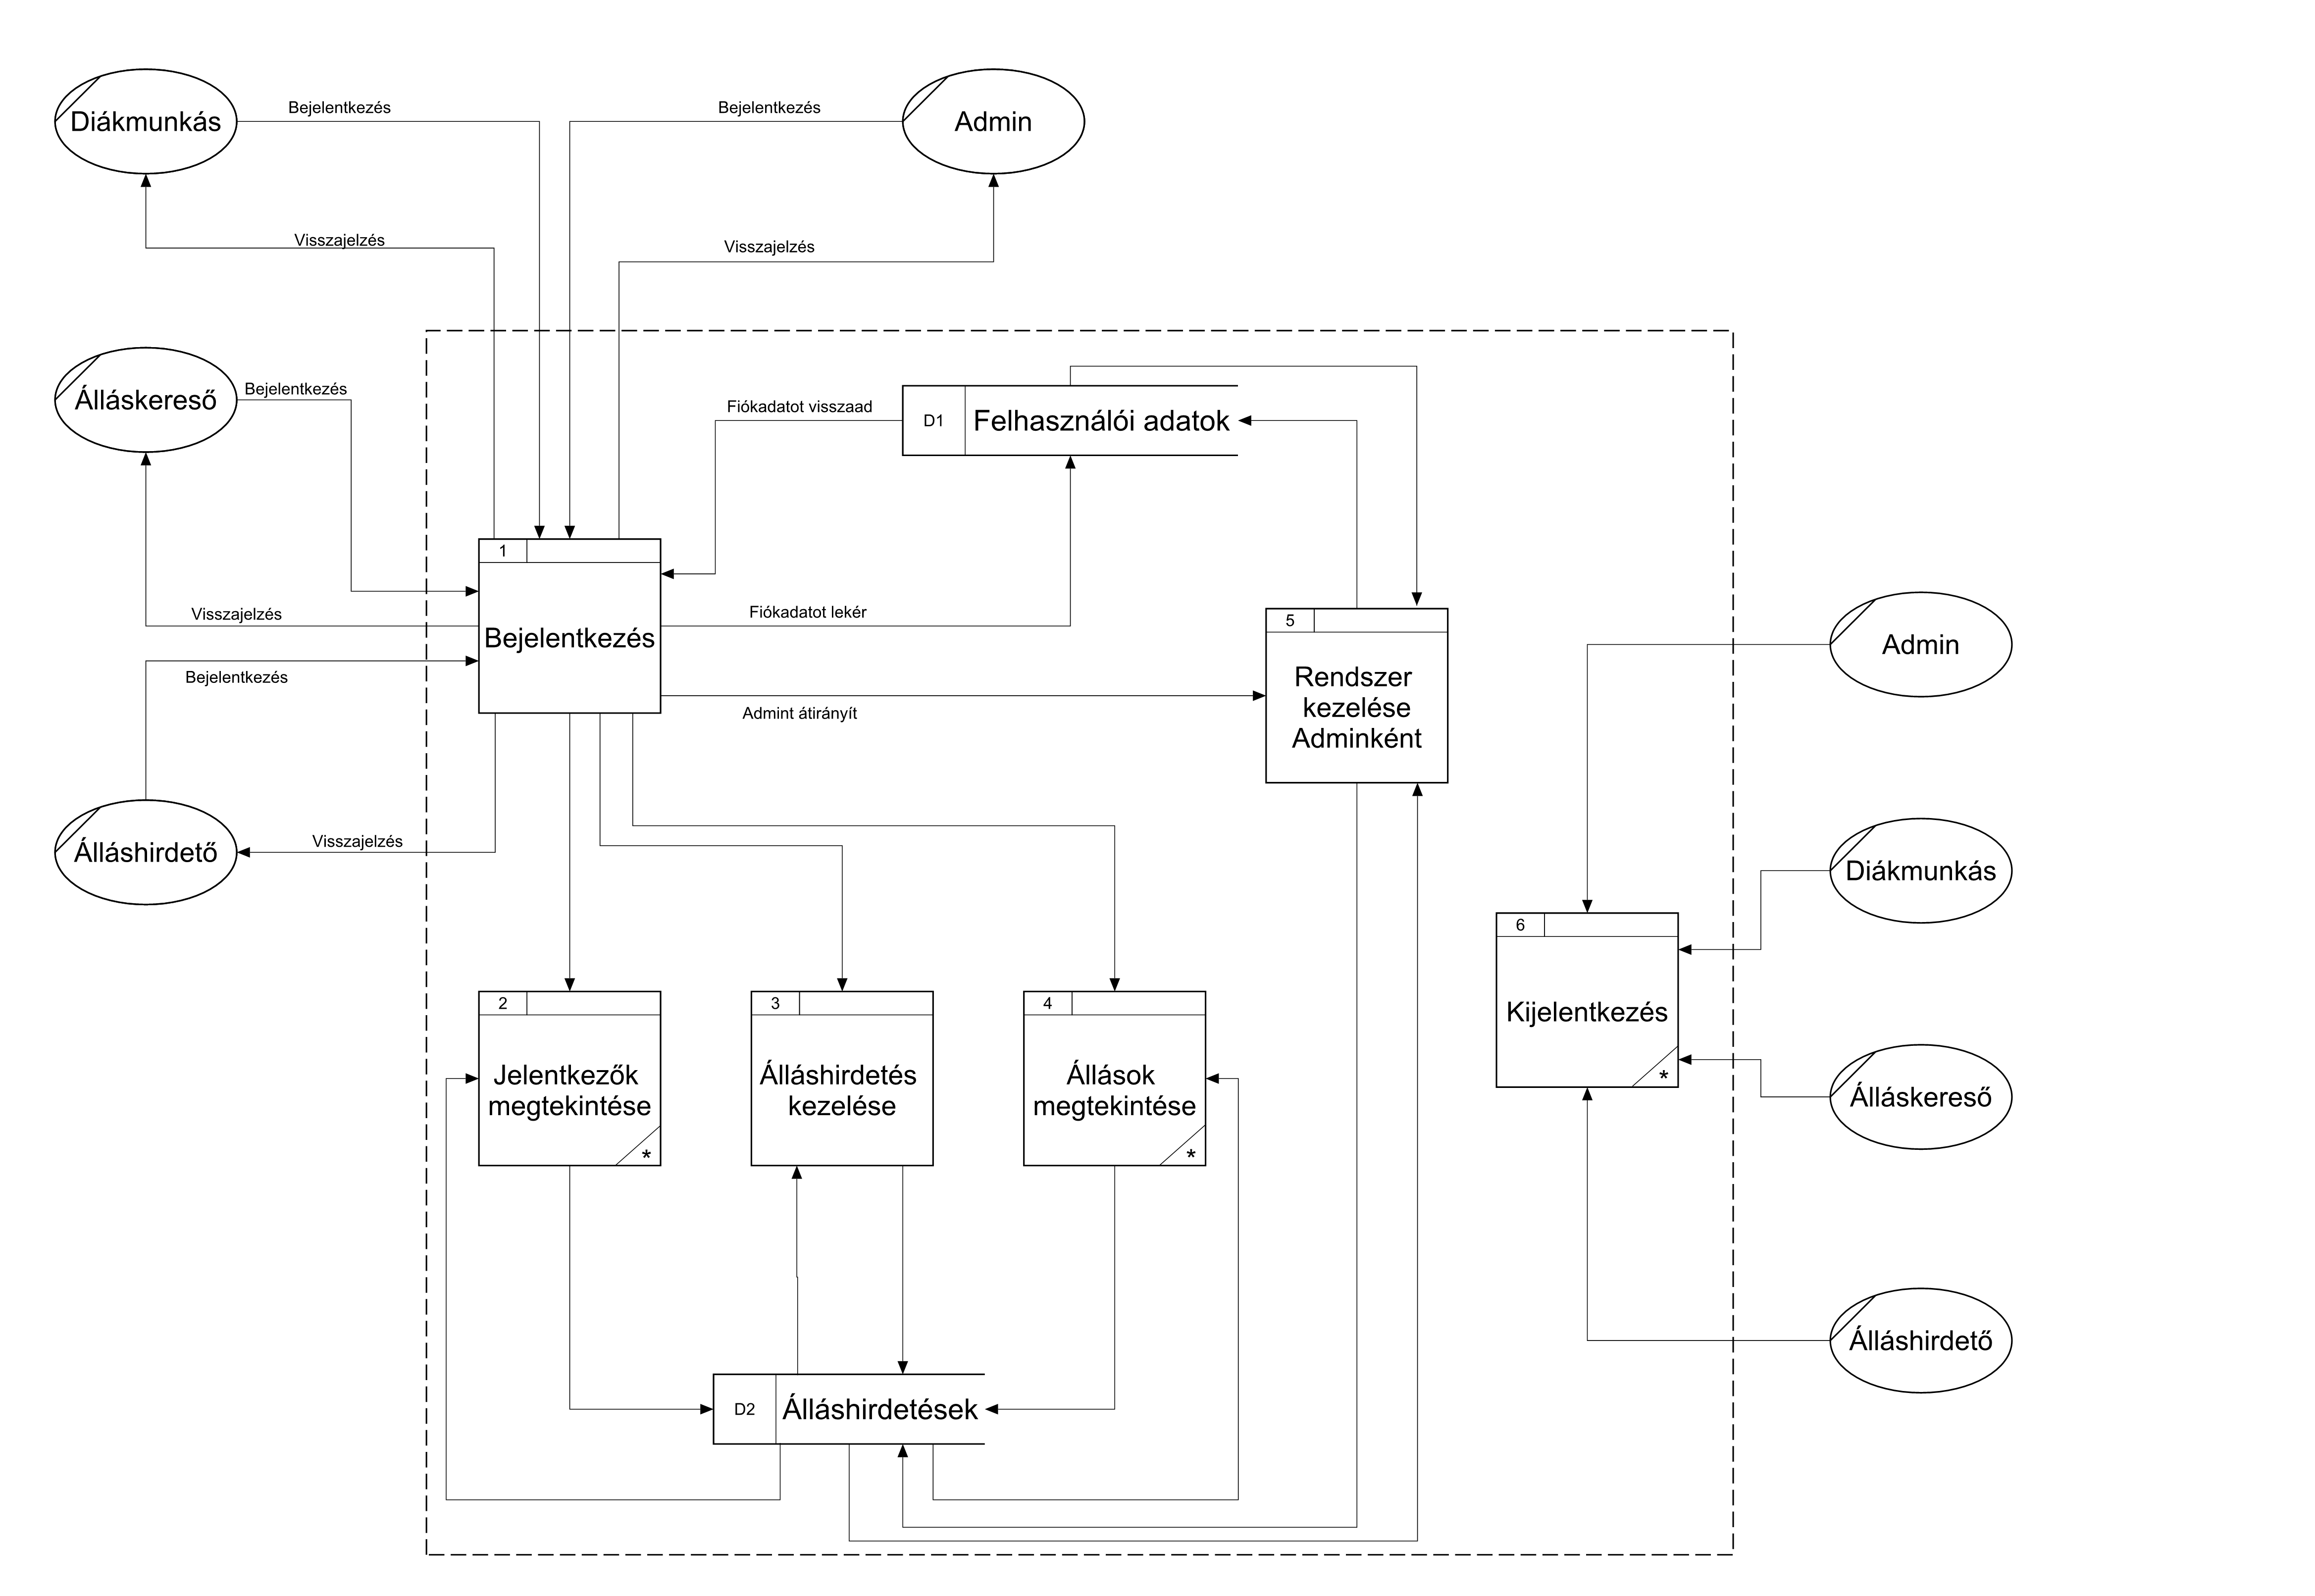 Diákmunkás
Bejelentkezés
Bejelentkezés
Admin
Visszajelzés
Visszajelzés
Álláskereső
Bejelentkezés
Fiókadatot visszaad
D1
Felhasználói adatok
1
Bejelentkezés
Visszajelzés
Fiókadatot lekér
Bejelentkezés
Admint átirányít
5
Rendszer
kezelése
Adminként
Admin
Álláshirdető
Visszajelzés
Diákmunkás
6
Kijelentkezés
*
2
Jelentkezők
megtekintése
*
3
Álláshirdetés
kezelése
4
Állások
megtekintése
*
Álláskereső
Álláshirdető
D2
Álláshirdetések